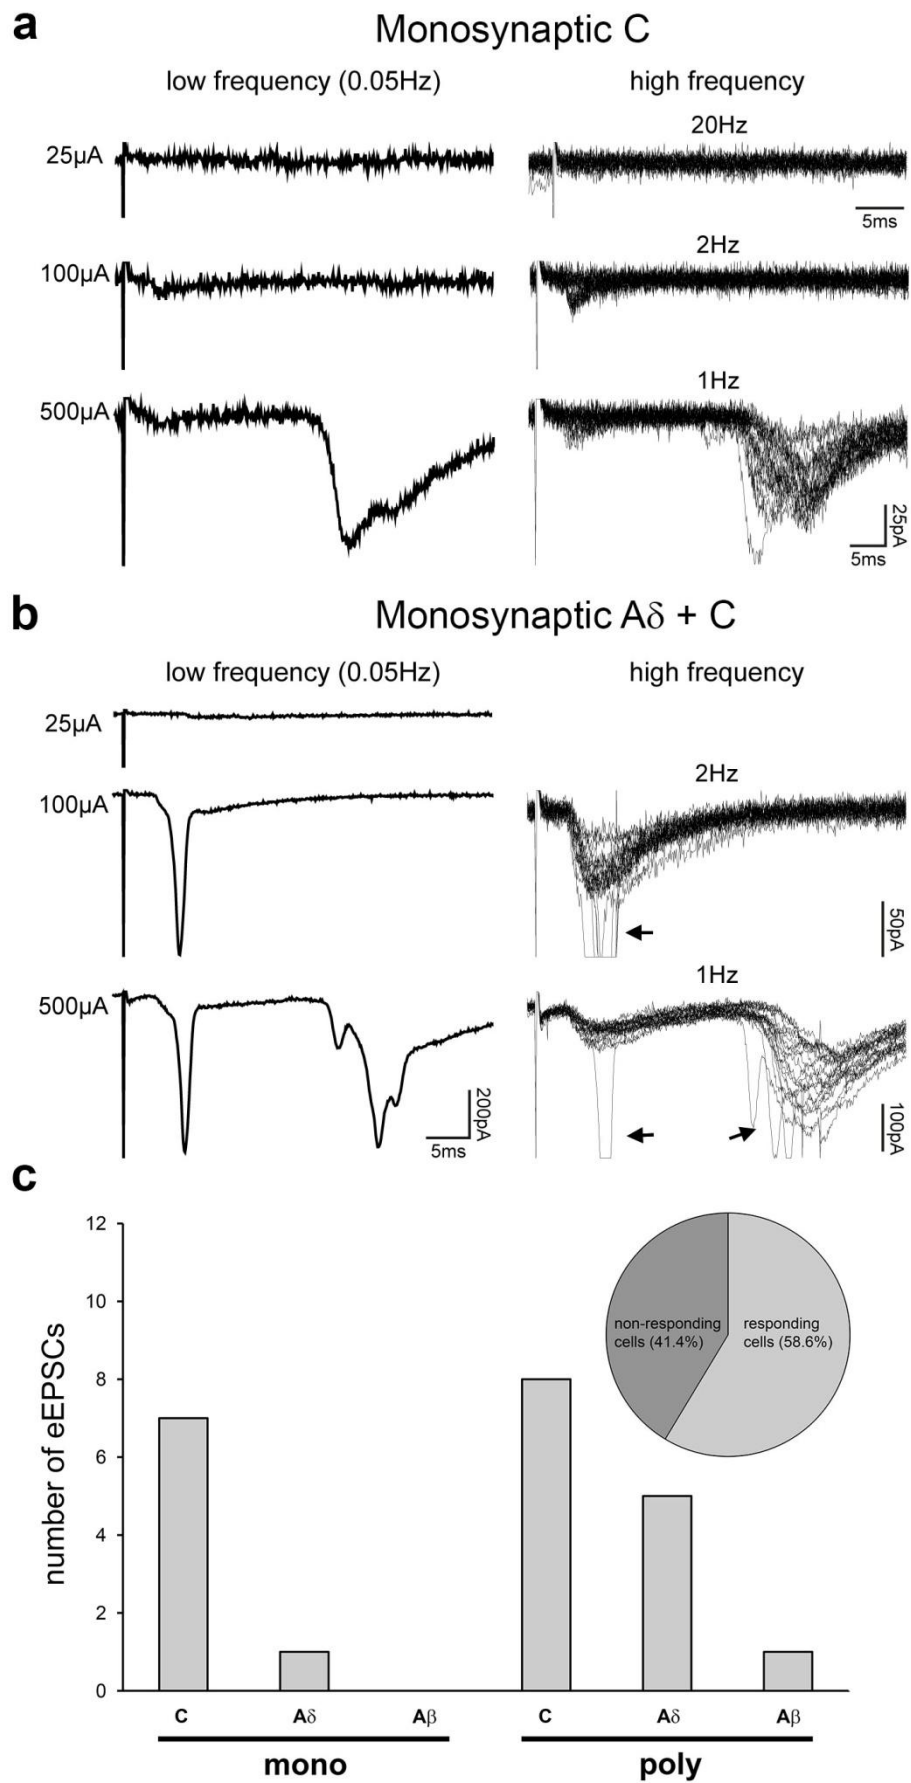 a
Monosynaptic C
low frequency (0.05Hz)
high frequency
20Hz
25µA
5ms
2Hz
100µA
1Hz
500µA
25pA
5ms
b
Monosynaptic Aδ + C
low frequency (0.05Hz)
high frequency
25µA
2Hz
100µA
50pA
1Hz
500µA
200pA
5ms
100pA
c
number of eEPSCs
12
10
8
6
4
2
0
non-responding
cells (41.4%)
responding
cells (58.6%)
C Aδ Aβ C Aδ Aβ
mono poly